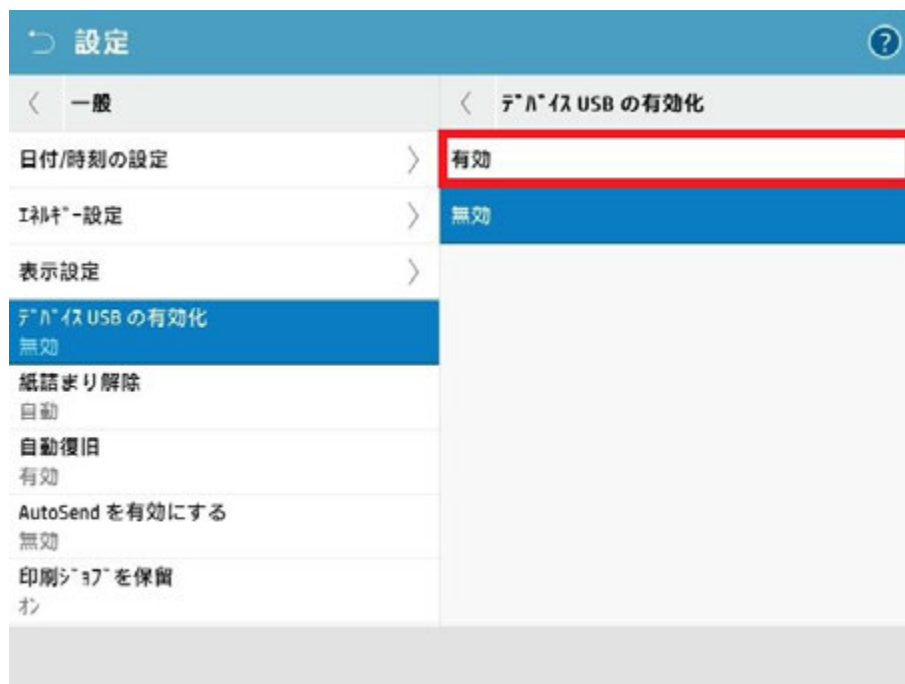 設定
?
一般
日付/時刻の設定
ｴﾈﾙｷﾞｰ設定
表示設定
ﾃﾞﾊﾞｲｽ USB の有効化
無効
紙詰まり解除
自動
自動復旧
有効
AutoSend を有効にする
無効
印刷ｼﾞｮﾌﾞを保留
ｵﾝ
ﾃﾞﾊﾞｲｽ USB の有効化
有効
無効